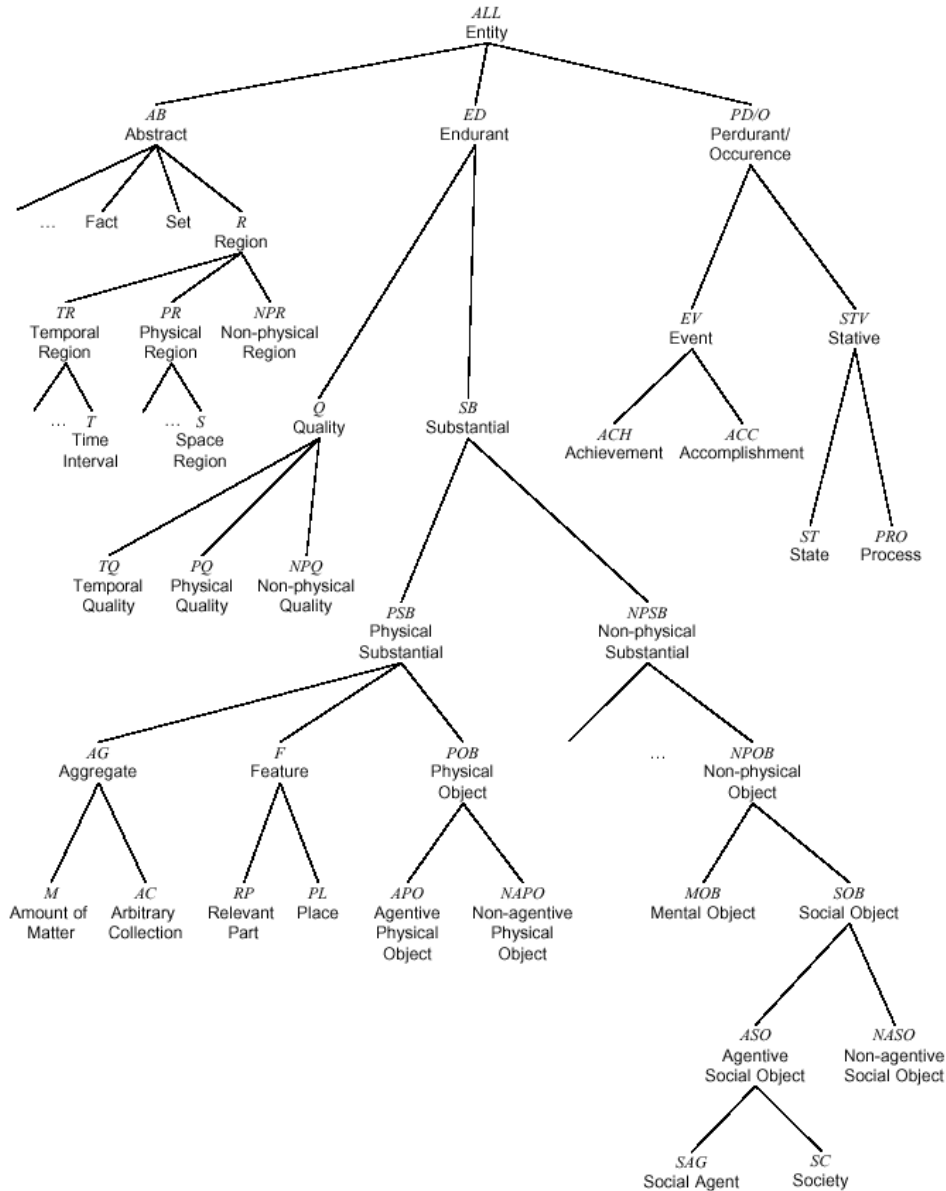 ALL
Entity
AB
Abstract
ED
Endurant
PD/O
Perdurant/
Occurence
…
Fact
Set
R
Region
TR
Temporal
Region
PR
Physical
Region
NPR
Non-physical
Region
… T
Time
Interval
… S
Space
Region
Q
Quality
SB
Substantial
EV
Event
STV
Stative
ACH
Achievement
ACC
Accomplishment
ST
State
PRO
Process
TQ
Temporal
Quality
PQ
Physical
Quality
NPQ
Non-physical
Quality
PSB
Physical
Substantial
NPSB
Non-physical
Substantial
AG
Aggregate
F
Feature
POB
Physical
Object
…
NPOB
Non-physical
Object
M
Amount of
Matter
AC
Arbitrary
Collection
RP
Relevant
Part
PL
Place
APO
Agentive
Physical
Object
NAPO
Non-agentive
Physical
Object
MOB
Mental Object
SOB
Social Object
ASO
Agentive
Social Object
NASO
Non-agentive
Social Object
SAG
Social Agent
SC
Society